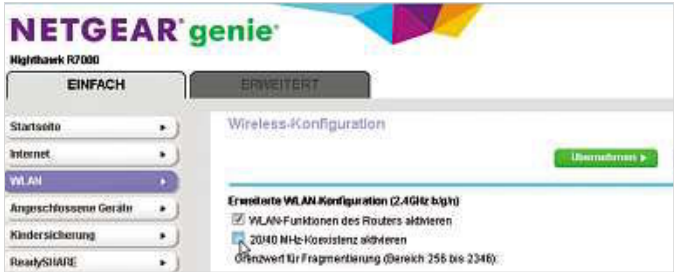 NETGEAR genie
Nighthawk R7000
EINFACH
ERWEITERT
Startseite
Internet
WLAN
Angeschlossene Geräte
Kindersicherung
ReadySHARE
Wireless-Konfiguration
Übernehmen
Erweiterte WLAN-Konfiguration (2.4GHz b/g/n)
WLAN-Funktionen des Routers aktivieren
20/40 MHz-Koexistenz aktivieren
Grenzwert für Fragmentierung (Bereich 256 bis 2346):